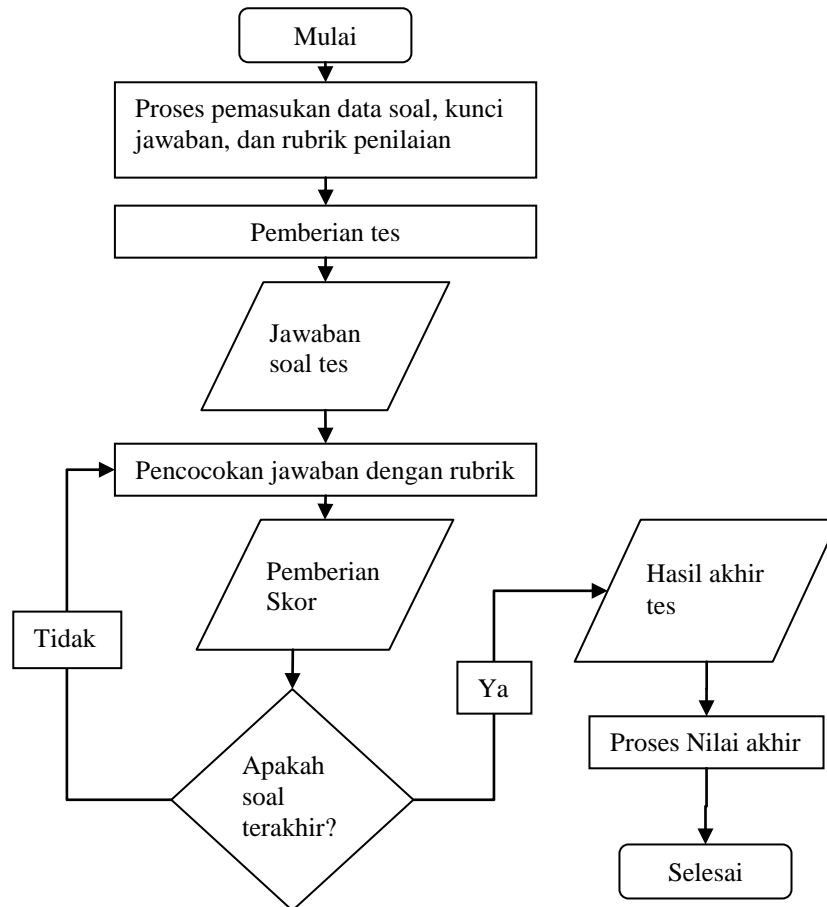 Mulai
Proses pemasukan data soal, kunci
jawaban, dan rubrik penilaian
Pemberian tes
Jawaban
soal tes
Pencocokan jawaban dengan rubrik
Pemberian
Skor
Hasil akhir
tes
Tidak
Ya
Apakah
soal
terakhir?
Proses Nilai akhir
Selesai